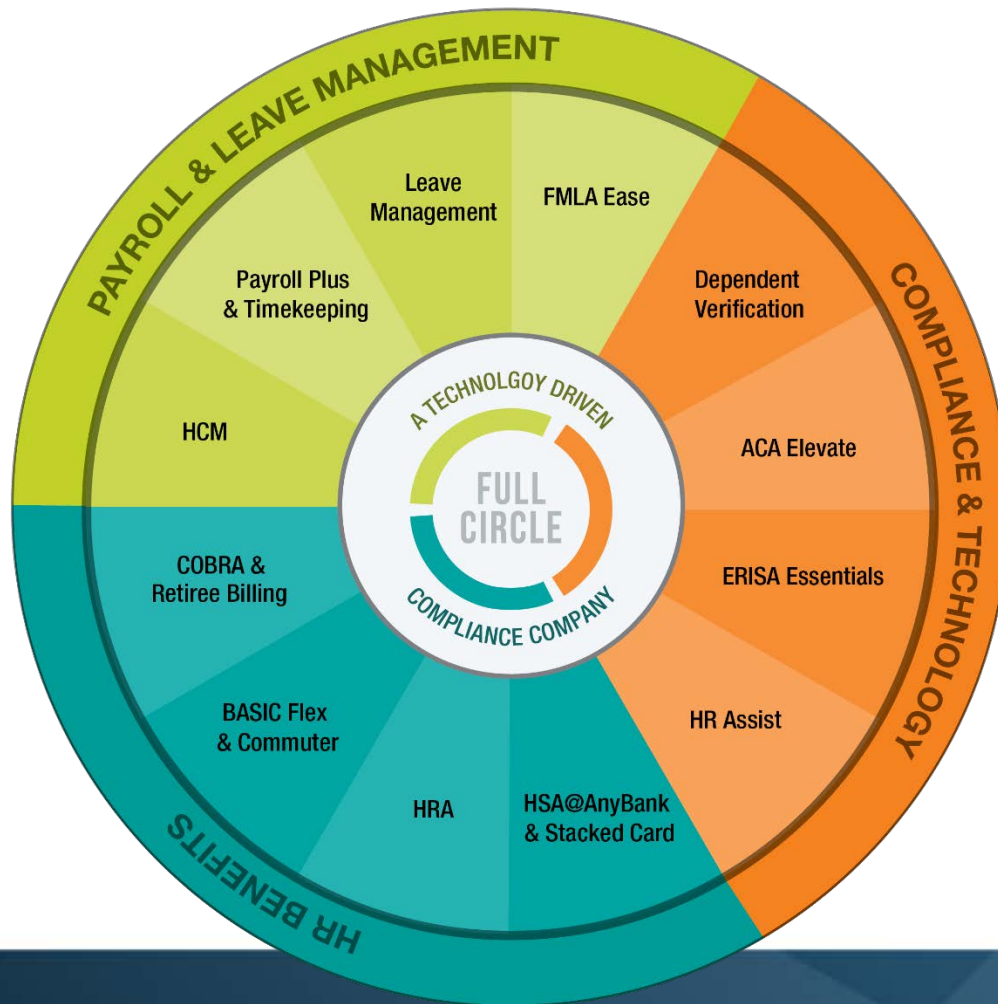 PAYROLL & LEAVE MANAGEMENT
Leave
Management
FMLA Ease
Payroll Plus
& Timekeeping
HCM
COMPLIANCE & TECHNOLOGY
Dependent
Verification
ACA Elevate
ERISA Essentials
HR Assist
A TECHNOLGOY DRIVEN
FULL
CIRCLE
COMPLIANCE COMPANY
COBRA &
Retiree Billing
BASIC Flex
& Commuter
HRA
HSA@AnyBank
& Stacked Card
HR BENEFITS